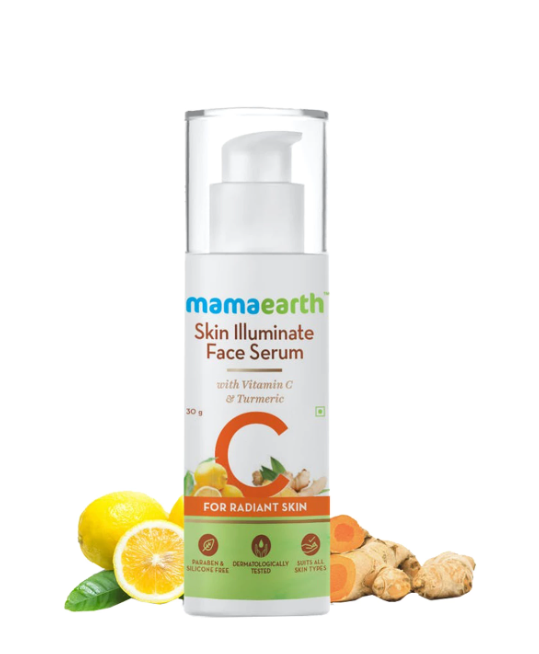 mamaearth™
Skin Illuminate
Face Serum
with Vitamin C
& Turmeric
30 g
C
FOR RADIANT SKIN
PARABEN &
SILICONE FREE
DERMATOLOGICALLY
TESTED
SUITS ALL
SKIN TYPES